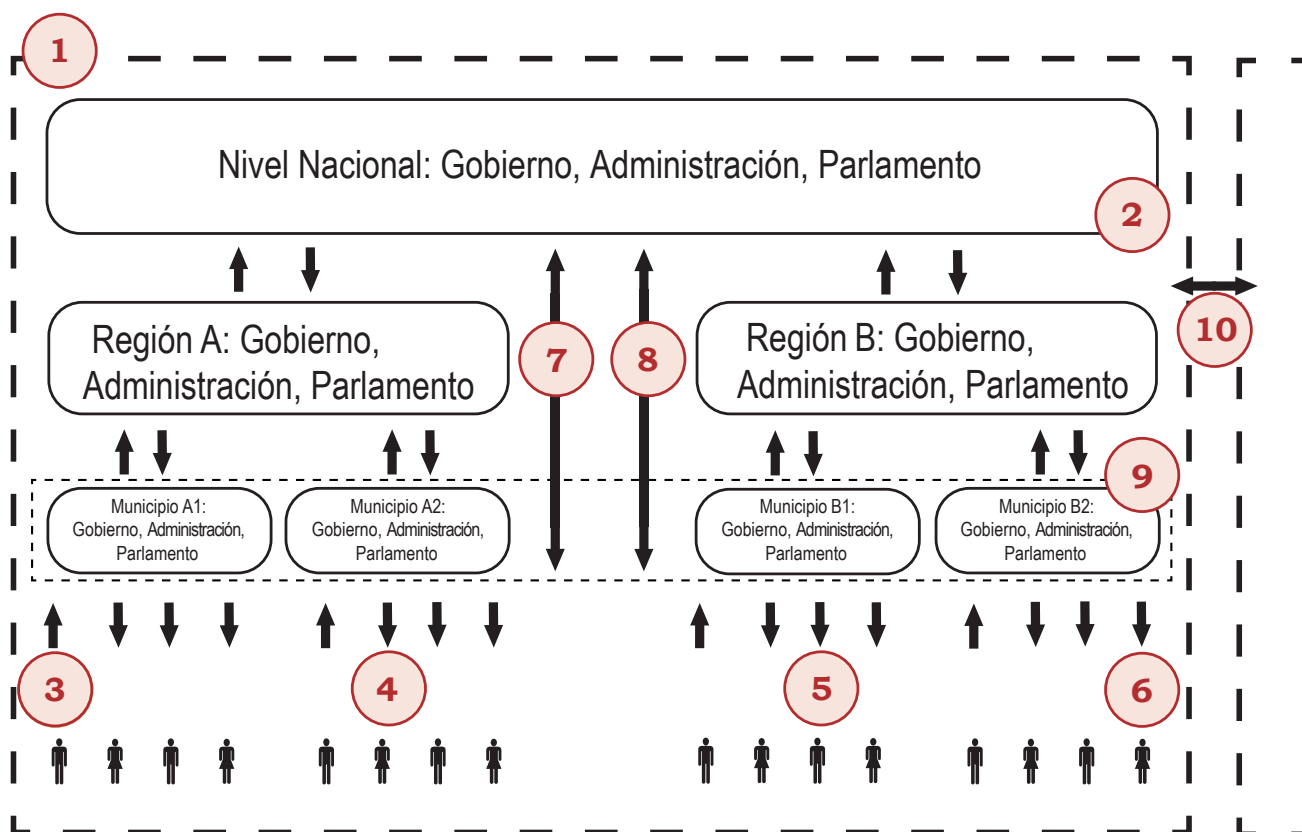 1
Nivel Nacional: Gobierno, Administración, Parlamento
2
10
Región A: Gobierno,
Administración, Parlamento
7
8
Región B: Gobierno,
Administración, Parlamento
9
Municipio A1:
Gobierno, Administración,
Parlamento
Municipio A2:
Gobierno, Administración,
Parlamento
Municipio B1:
Gobierno, Administración,
Parlamento
Municipio B2:
Gobierno, Administración,
Parlamento
3
4
5
6